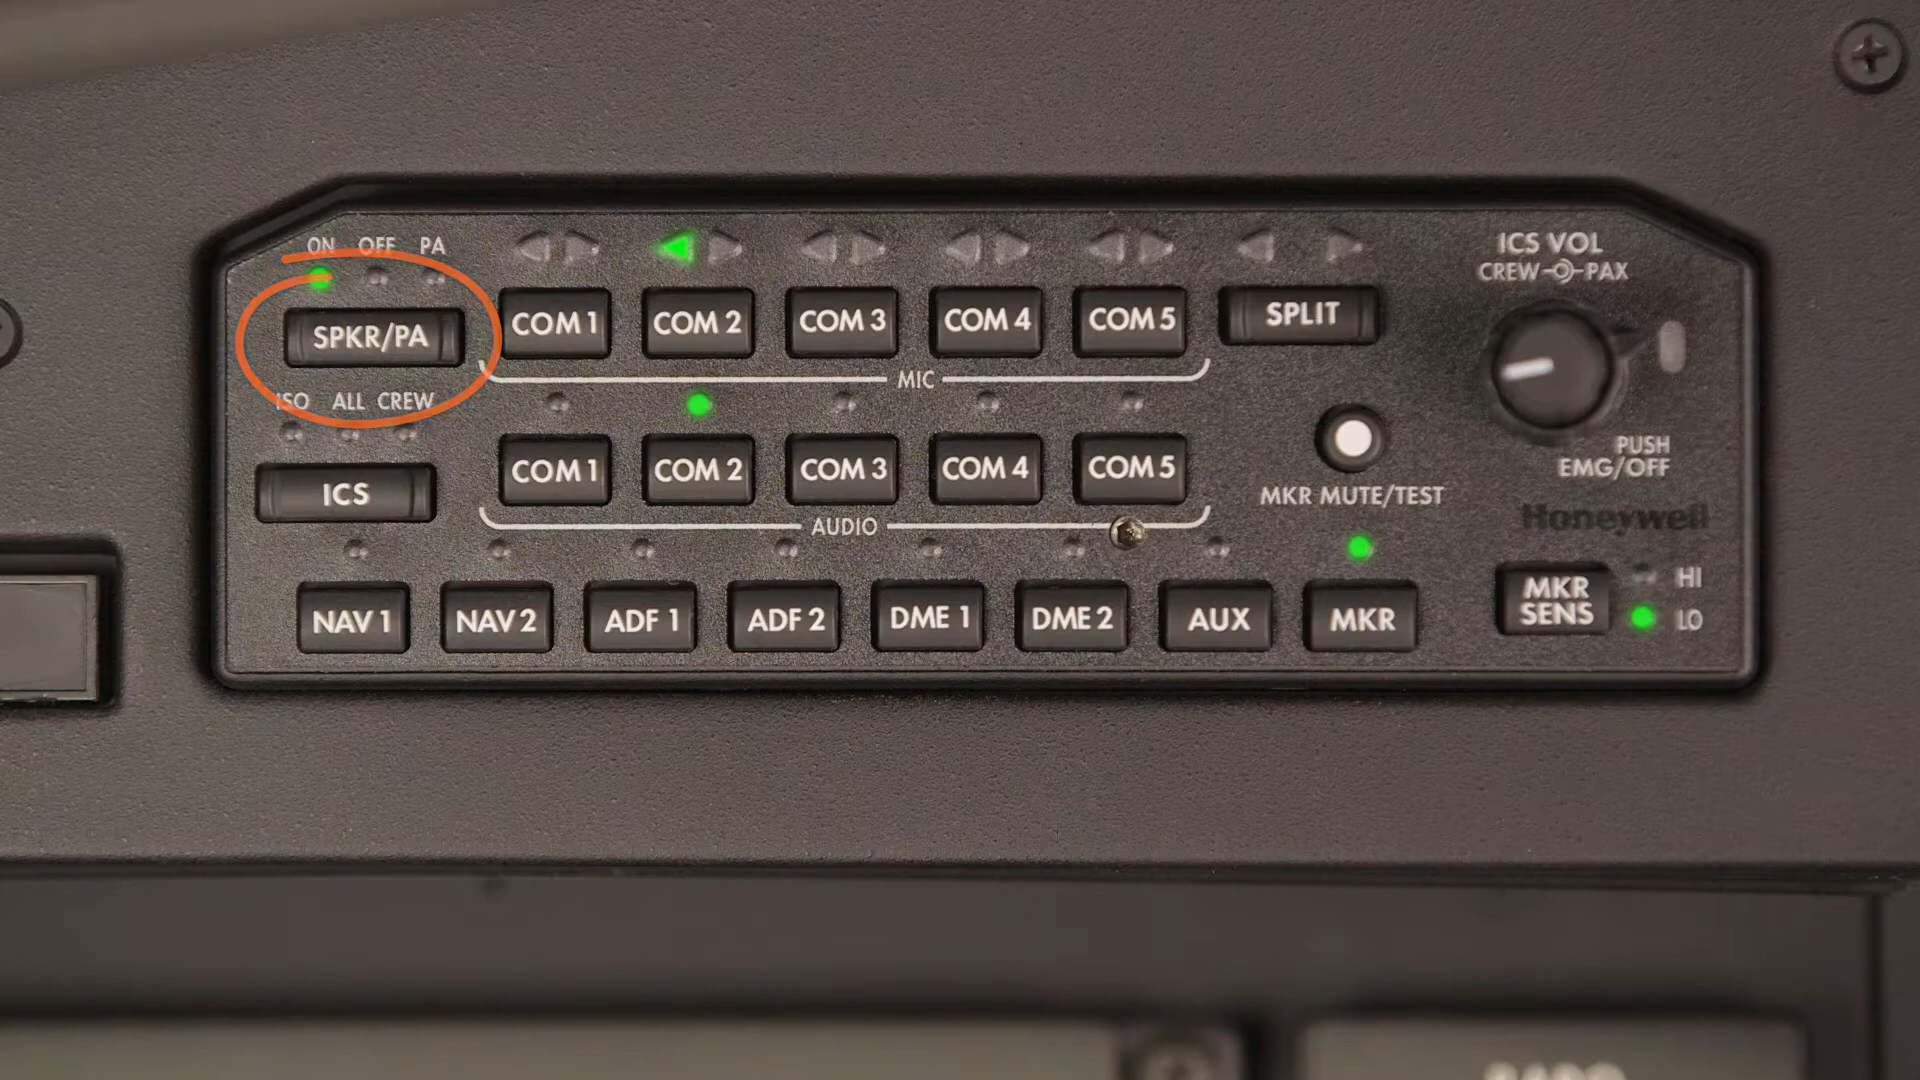 ON OFF PA
SPKR/PA
COM 1 COM 2 COM 3 COM 4 COM 5 SPLIT
MIC
ICS VOL
CREW PAX
ISO ALL CREW
ICS
COM 1 COM 2 COM 3 COM 4 COM 5
AUDIO
MKR MUTE/TEST
PUSH
EMG/OFF
Honeywell
NAV 1 NAV 2 ADF 1 ADF 2 DME 1 DME 2 AUX MKR
MKR
SENS
HI
LO